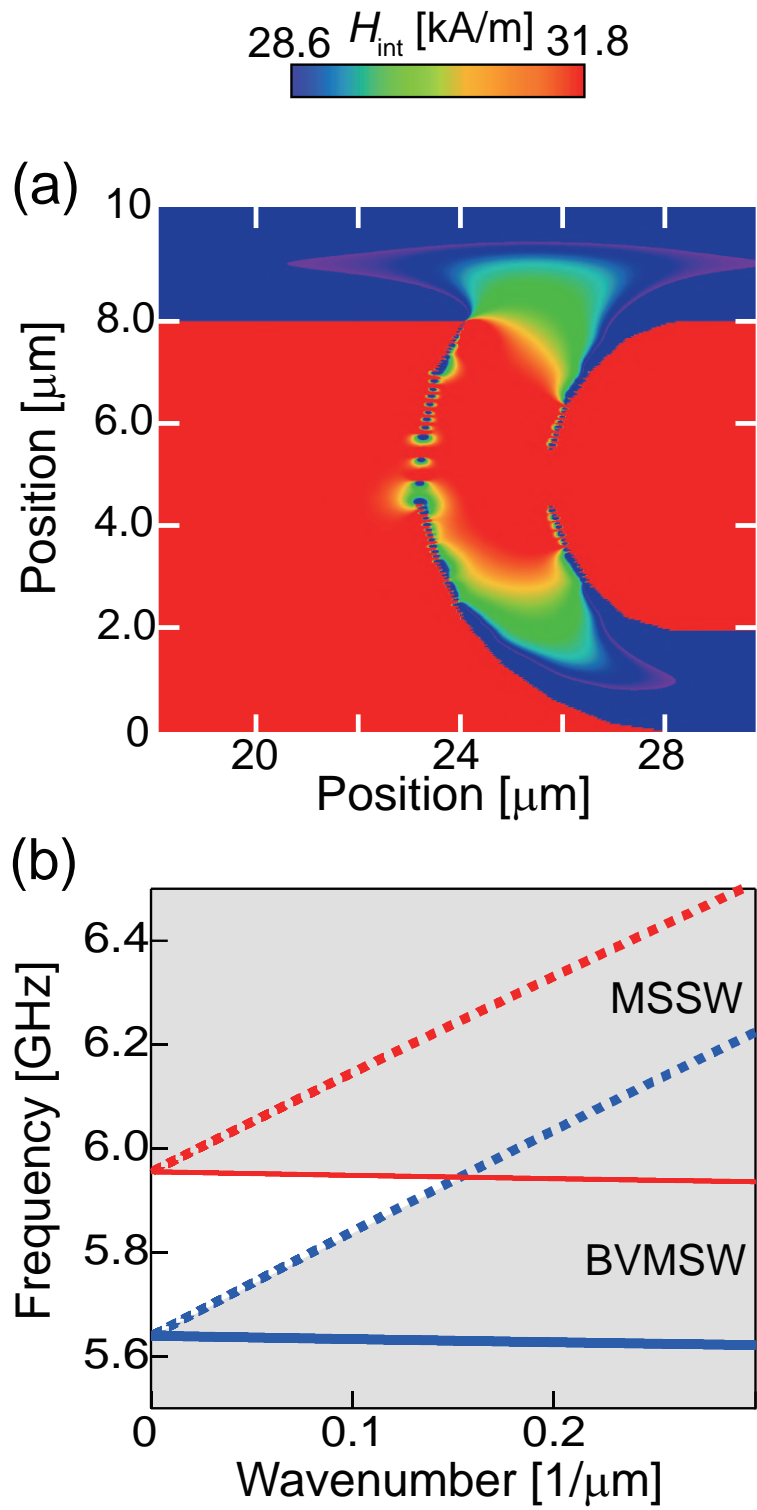 28.6 H_int [kA/m] 31.8
(a)
10
8.0
6.0
4.0
2.0
0
Position [μm]
20 24 28
Position [μm]
(b)
6.4
6.2
6.0
5.8
5.6
Frequency [GHz]
MSSW
BVMSW
0 0.1 0.2
Wavenumber [1/μm]